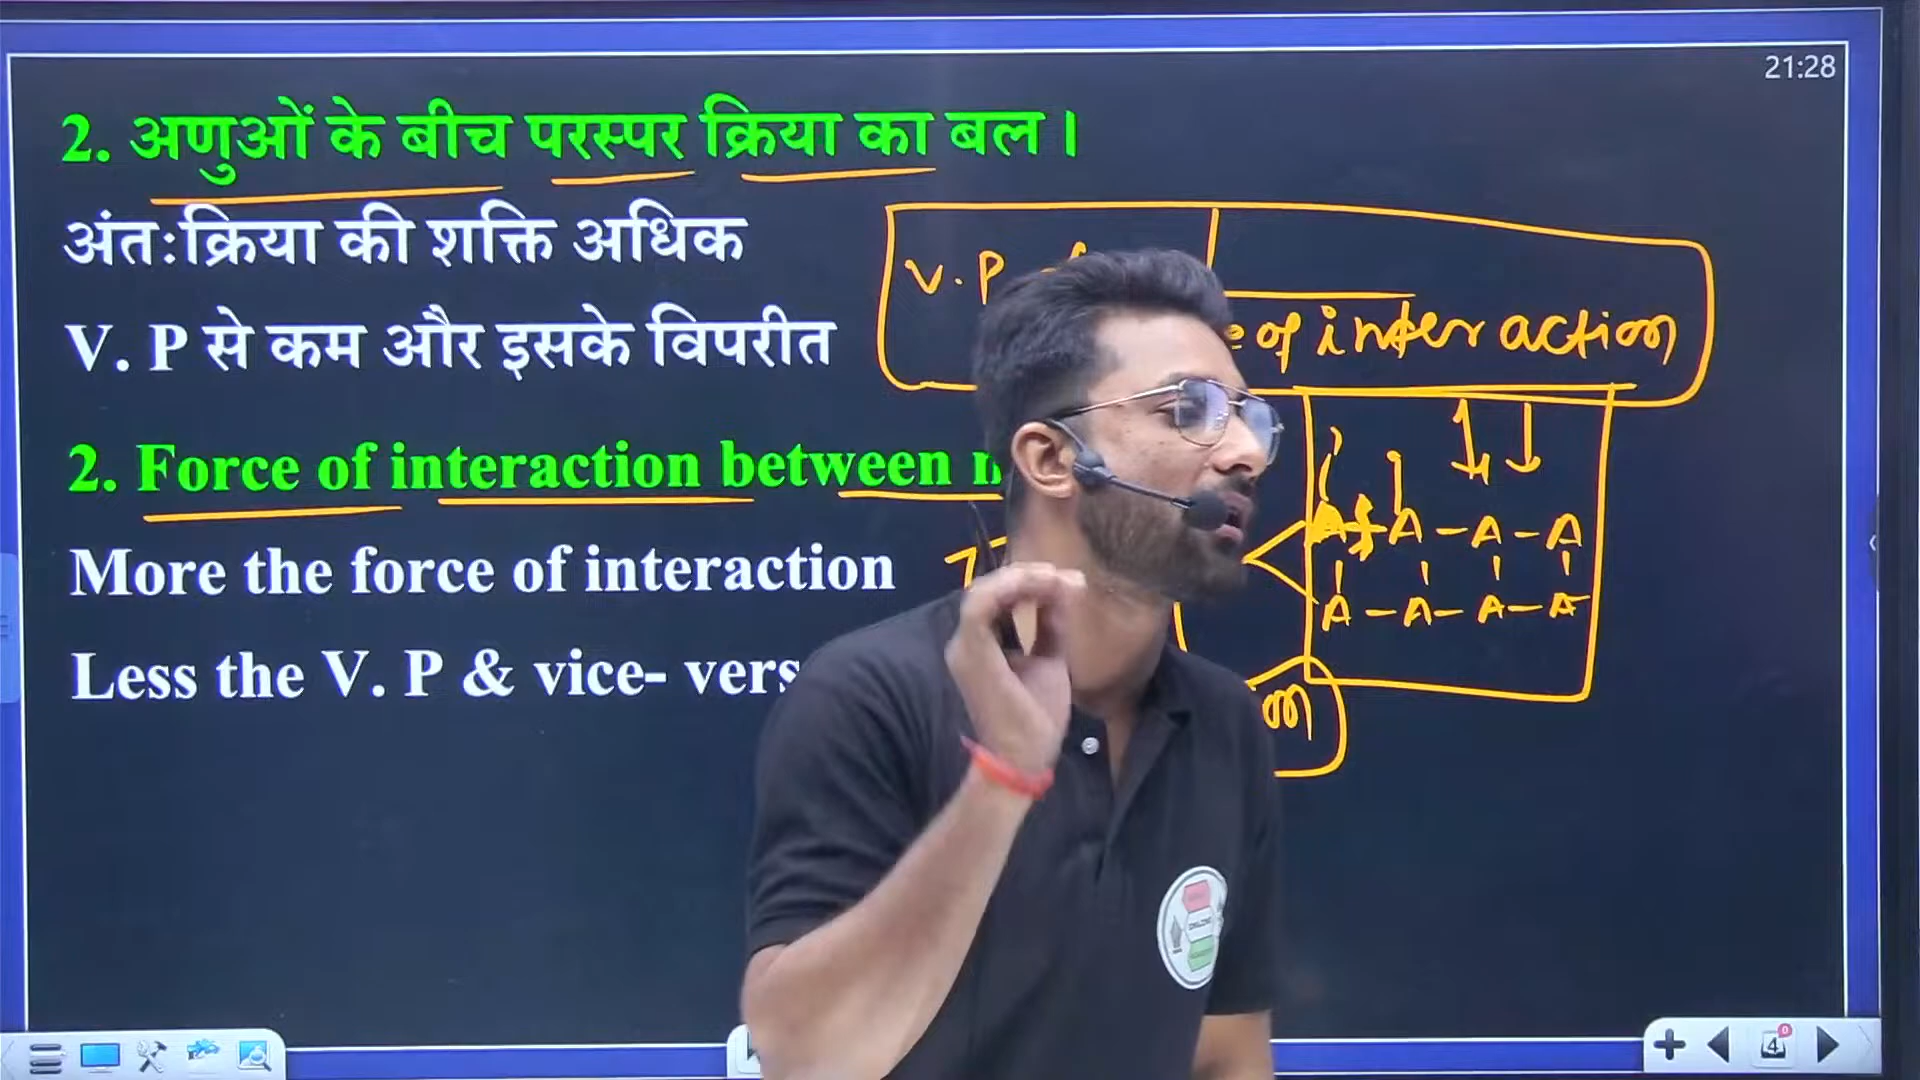 21:28
2. अणुओं के बीच परस्पर क्रिया का बल।
अंतःक्रिया की शक्ति अधिक
V. P से कम और इसके विपरीत
V. P
of interaction
2. Force of interaction between
More the force of interaction
A A - A - A
A - A - A - A
Less the V. P & vice-
4